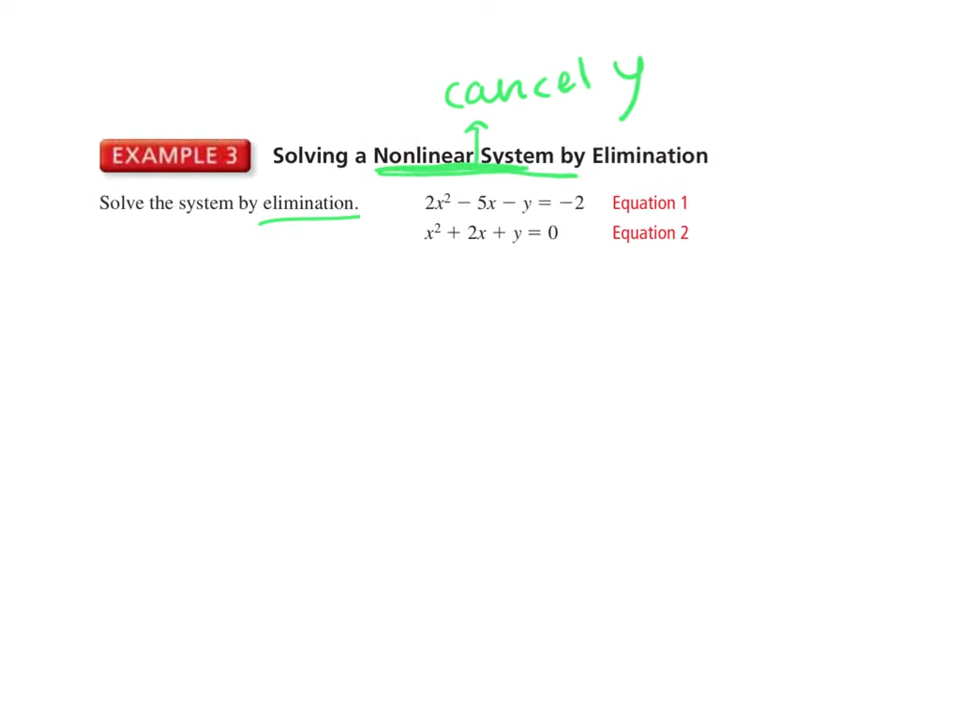 cancel y
EXAMPLE 3 Solving a Nonlinear System by Elimination
Solve the system by elimination. 2x² − 5x − y = −2 Equation 1
x² + 2x + y = 0 Equation 2